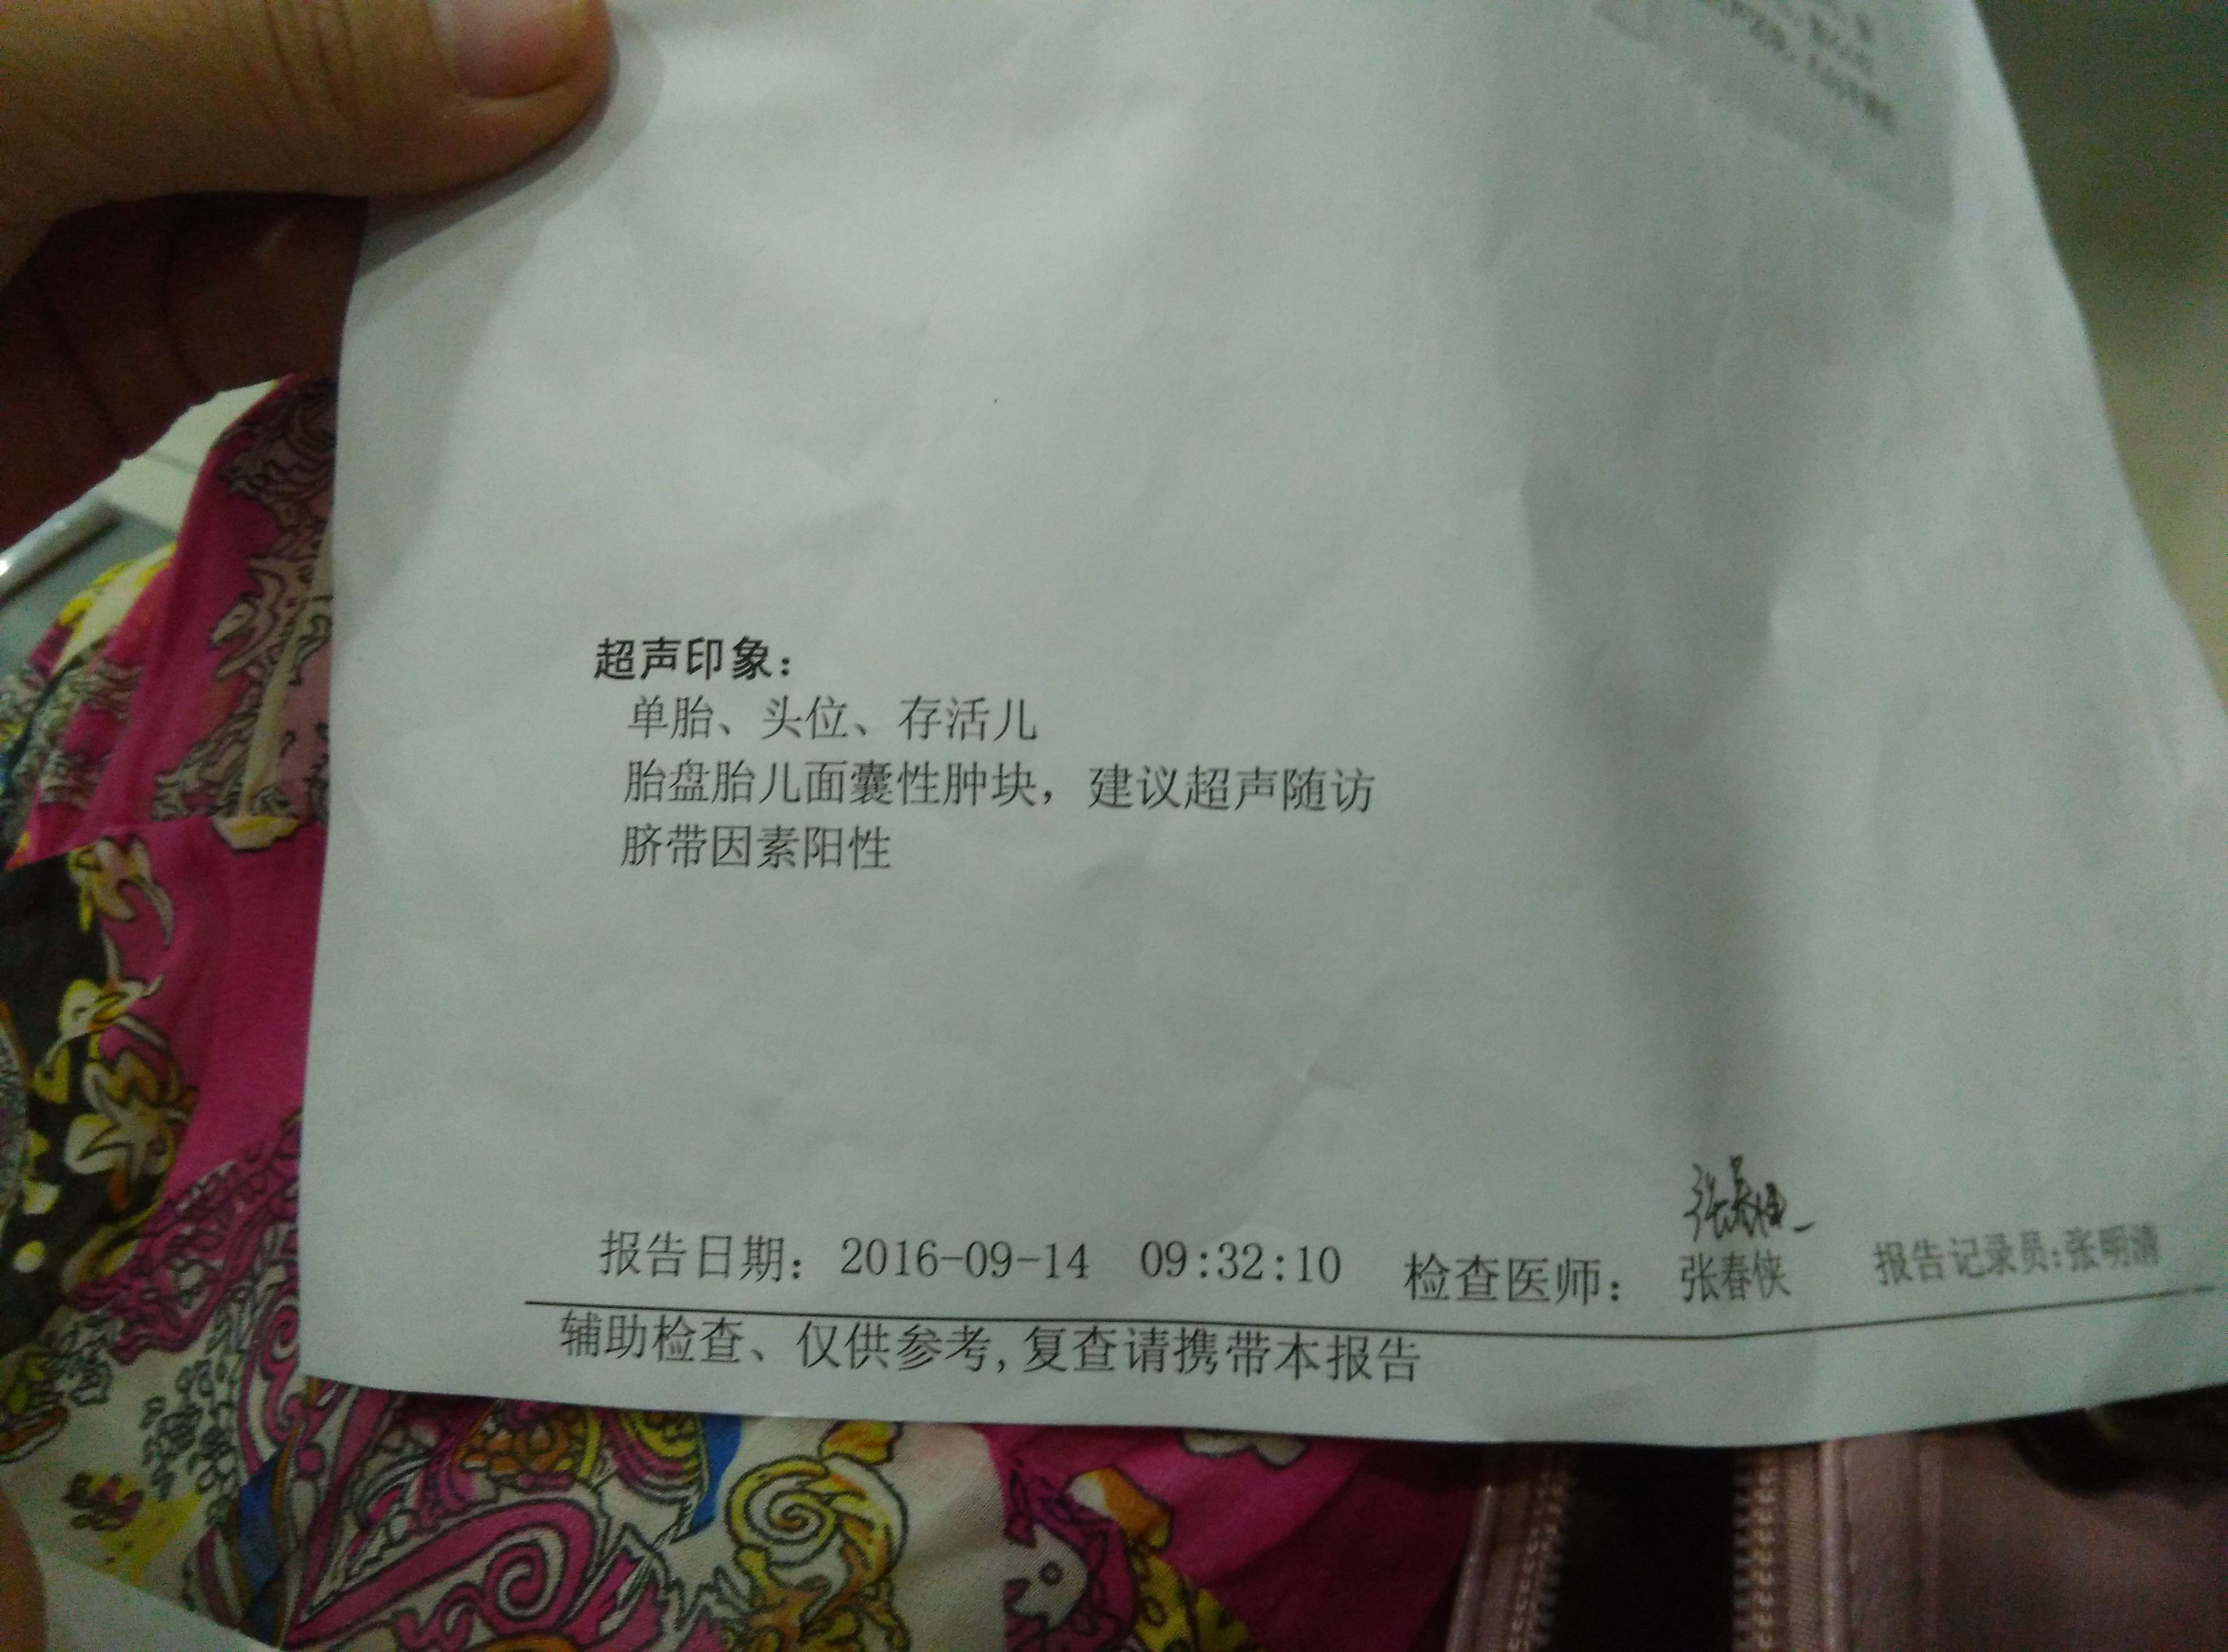 超声印象：
单胎、头位、存活儿
胎盘胎儿面囊性肿块，建议超声随访
脐带因素阳性
报告日期： 2016-09-14 09:32:10 检查医师： 张春侠 报告记录员:张明清
辅助检查、仅供参考,复查请携带本报告